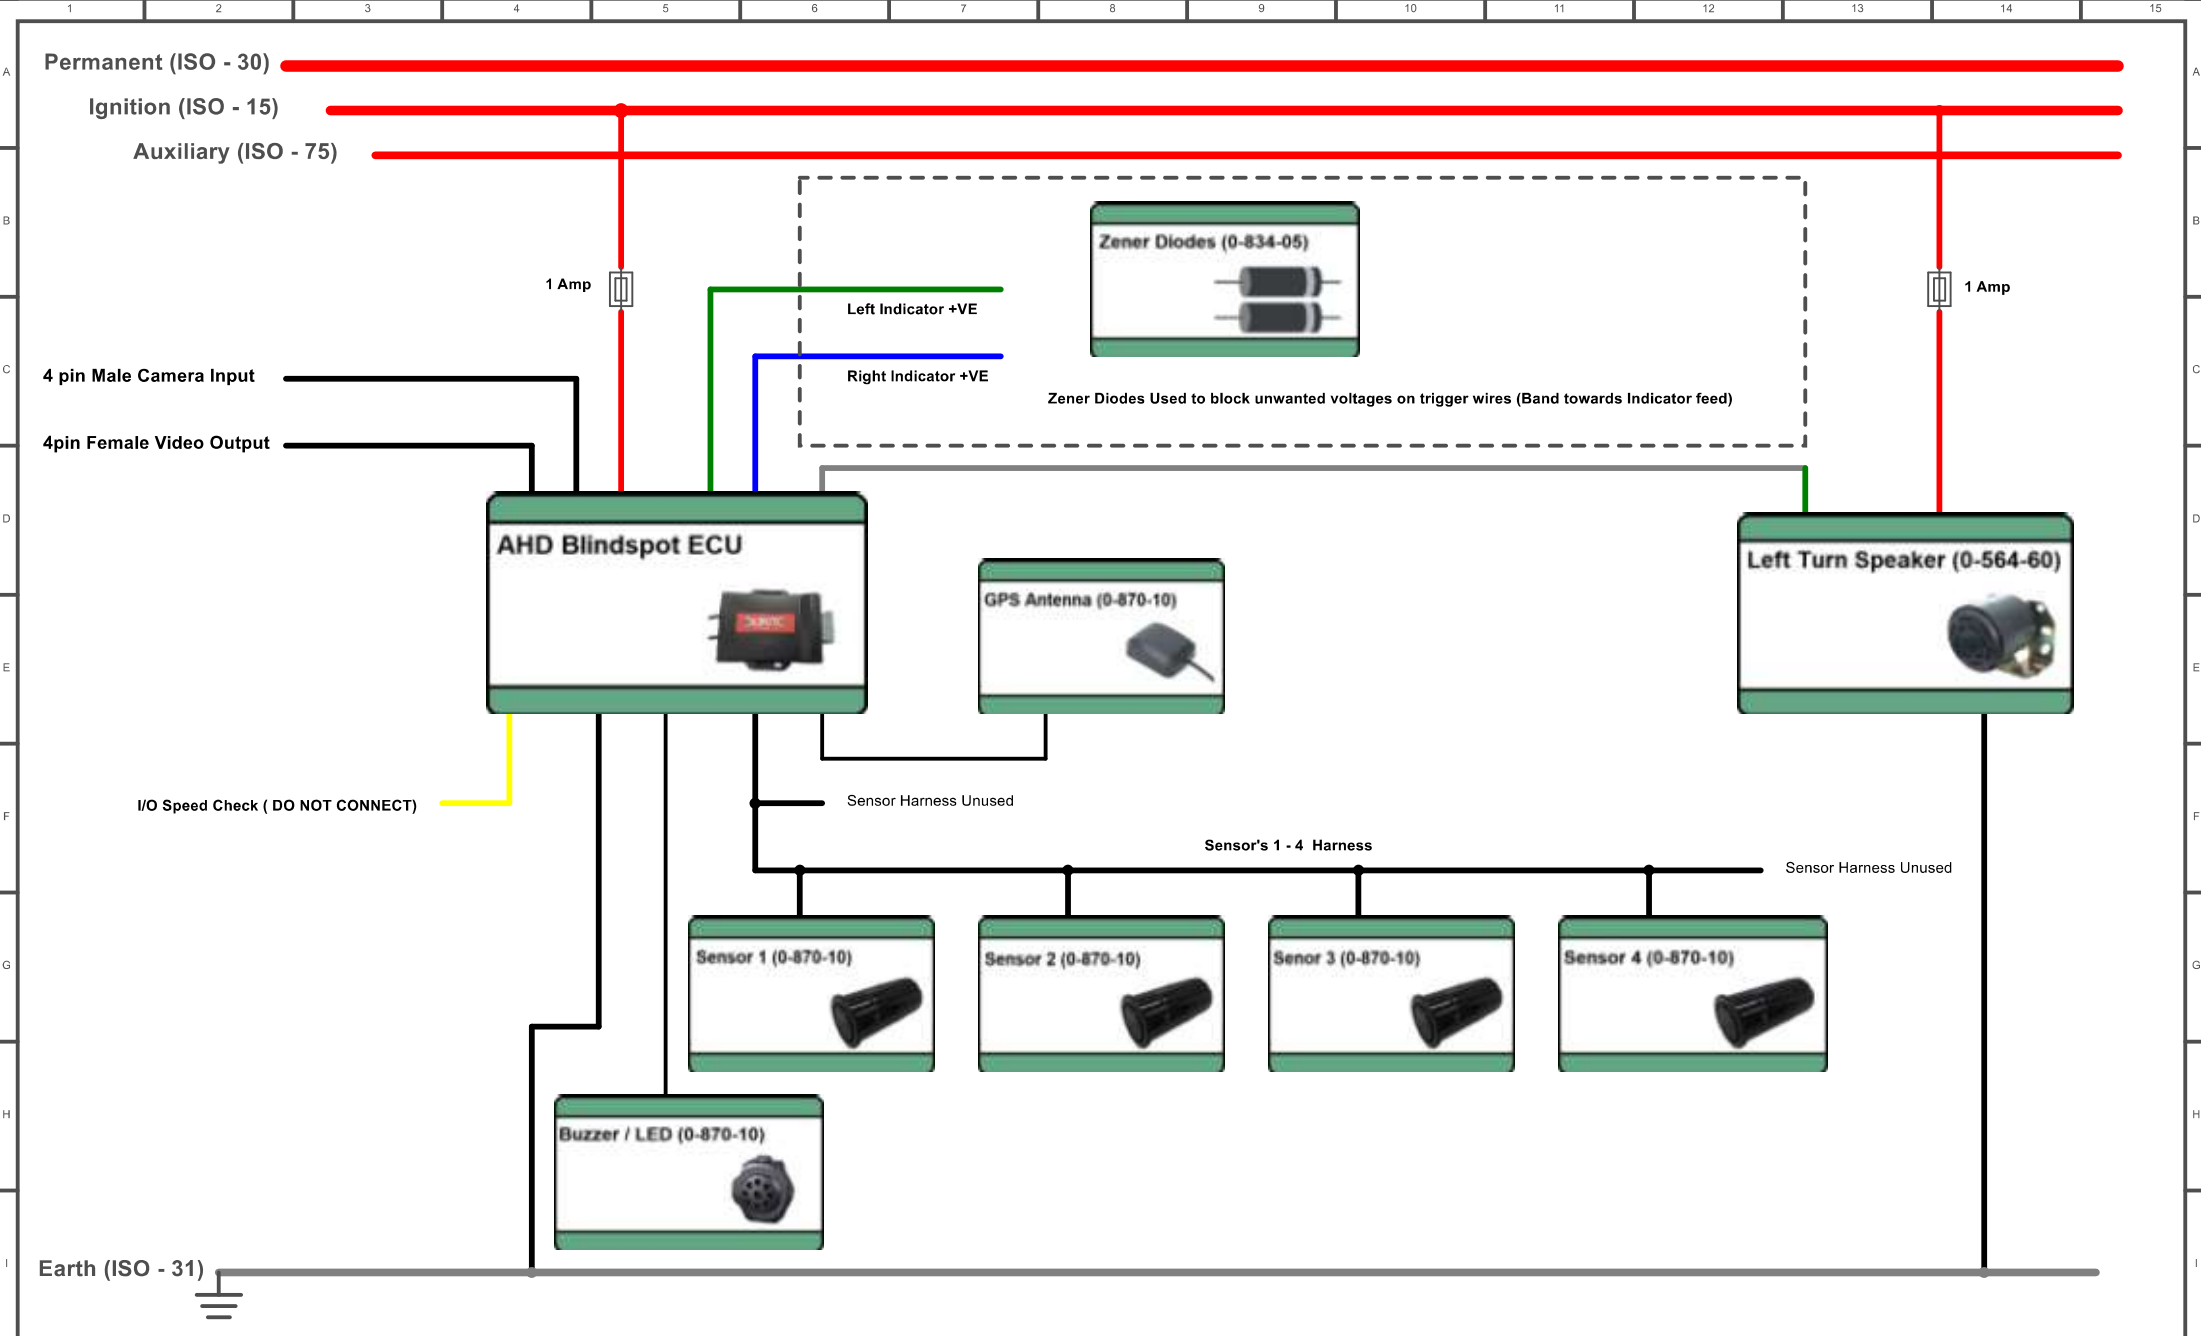 1 2 3 4 5 6 7 8 9 10 11 12 13 14 15
A A
Permanent (ISO - 30)
Ignition (ISO - 15)
Auxiliary (ISO - 75)
B B
Zener Diodes (0-834-05)
1 Amp
1 Amp
Left Indicator +VE
C C
4 pin Male Camera Input
Right Indicator +VE
Zener Diodes Used to block unwanted voltages on trigger wires (Band towards Indicator feed)
4pin Female Video Output
D D
AHD Blindspot ECU
Left Turn Speaker (0-564-60)
GPS Antenna (0-870-10)
E E
I/O Speed Check ( DO NOT CONNECT)
Sensor Harness Unused
F F
Sensor's 1 - 4 Harness
Sensor Harness Unused
Sensor 1 (0-870-10)
Sensor 2 (0-870-10)
Senor 3 (0-870-10)
Sensor 4 (0-870-10)
G G
H H
Buzzer / LED (0-870-10)
Earth (ISO - 31)
I I